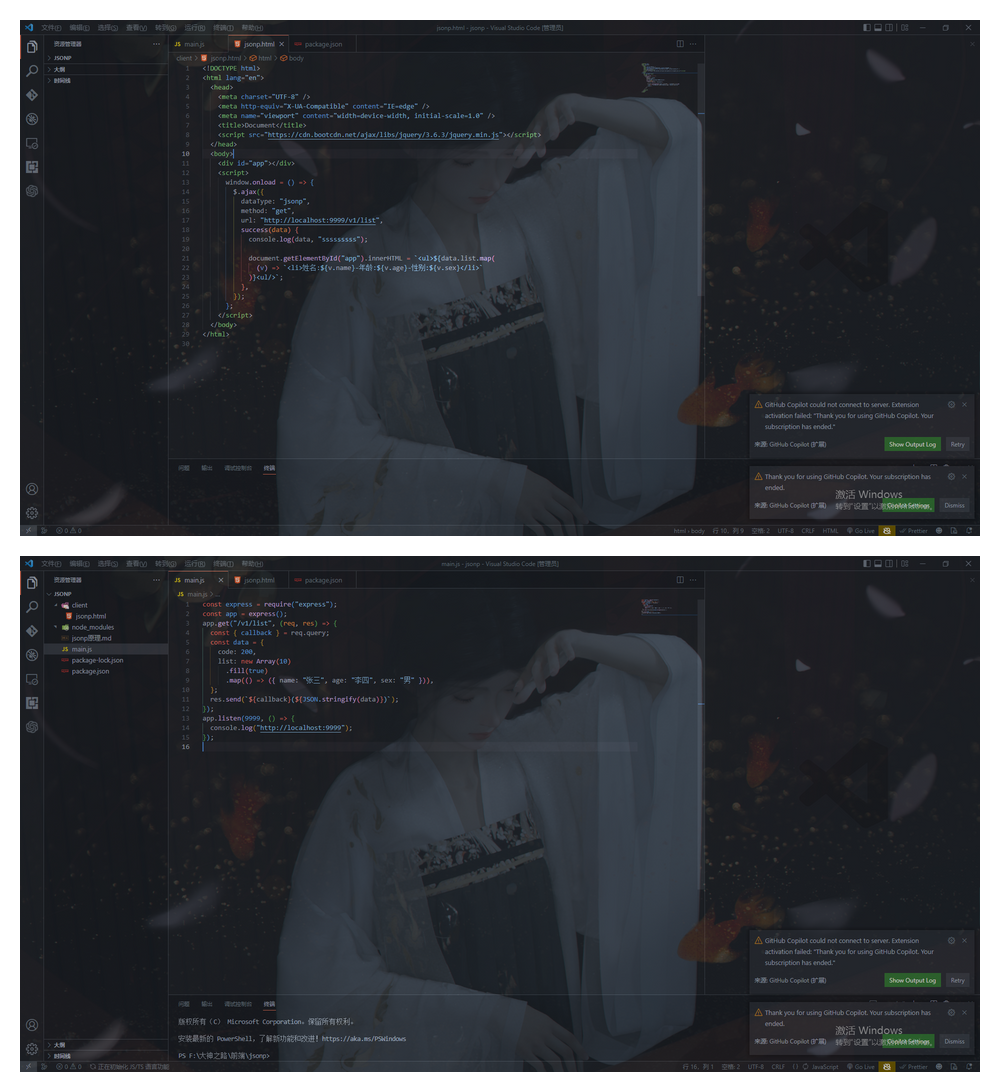 文件(F) 编辑(E) 选择(S) 查看(V) 转到(G) 运行(R) 终端(T) 帮助(H)
jsonp.html - jsonp - Visual Studio Code [管理员]
资源管理器 ···
JS main.js jsonp.html × package.json
JSONP
大纲
时间线
client > jsonp.html > html > body
1 <!DOCTYPE html>
2 <html lang="en">
3 <head>
4 <meta charset="UTF-8" />
5 <meta http-equiv="X-UA-Compatible" content="IE=edge" />
6 <meta name="viewport" content="width=device-width, initial-scale=1.0" />
7 <title>Document</title>
8 <script src="https://cdn.bootcdn.net/ajax/libs/jquery/3.6.3/jquery.min.js"></script>
9 </head>
10 <body>
11 <div id="app"></div>
12 <script>
13 window.onload = () => {
14 $.ajax({
15 dataType: "jsonp",
16 method: "get",
17 url: "http://localhost:9999/v1/list",
18 success(data) {
19 console.log(data, "sssssssss");
20
21 document.getElementById("app").innerHTML = `<ul>${data.list.map(
22 (v) => `<li>姓名:${v.name}-年龄:${v.age}-性别:${v.sex}</li>`
23 )}<ul/>`;
24 },
25 });
26 };
27 </script>
28 </body>
29 </html>
30
GitHub Copilot could not connect to server. Extension
activation failed: "Thank you for using GitHub Copilot. Your
subscription has ended."
来源: GitHub Copilot (扩展) Show Output Log Retry
问题 输出 调试控制台 终端
Thank you for using GitHub Copilot. Your subscription has
ended.
激活 Windows
来源: GitHub Copilot (扩展) 转到"设置"以激 Copilot Settings Dismiss
0 0 html › body 行 10, 列 9 空格: 2 UTF-8 CRLF HTML Go Live Prettier
文件(F) 编辑(E) 选择(S) 查看(V) 转到(G) 运行(R) 终端(T) 帮助(H)
main.js - jsonp - Visual Studio Code [管理员]
资源管理器 ···
JS main.js × jsonp.html package.json
JSONP
client
jsonp.html
node_modules
jsonp原理.md
JS main.js
package-lock.json
package.json
JS main.js > ...
1 const express = require("express");
2 const app = express();
3 app.get("/v1/list", (req, res) => {
4 const { callback } = req.query;
5 const data = {
6 code: 200,
7 list: new Array(10)
8 .fill(true)
9 .map(() => ({ name: "张三", age: "李四", sex: "男" })),
10 };
11 res.send(`${callback}(${JSON.stringify(data)})`);
12 });
13 app.listen(9999, () => {
14 console.log("http://localhost:9999");
15 });
16
GitHub Copilot could not connect to server. Extension
activation failed: "Thank you for using GitHub Copilot. Your
subscription has ended."
来源: GitHub Copilot (扩展) Show Output Log Retry
问题 输出 调试控制台 终端
版权所有 (C) Microsoft Corporation。保留所有权利。
安装最新的 PowerShell，了解新功能和改进！https://aka.ms/PSWindows
PS F:\大神之路\前端\jsonp>
Thank you for using GitHub Copilot. Your subscription has
ended.
激活 Windows
来源: GitHub Copilot (扩展) 转到"设置"以激 Copilot Settings Dismiss
大纲
时间线
0 0 正在初始化 JS/TS 语言功能 行 16, 列 1 空格: 2 UTF-8 CRLF JavaScript Go Live Prettier